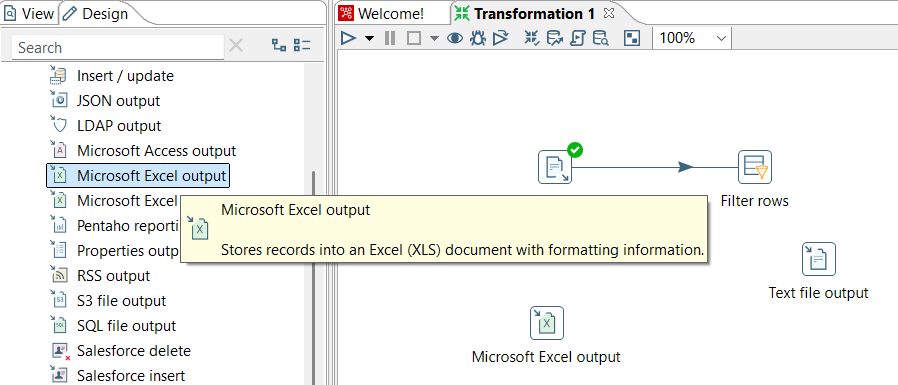 View Design
Welcome! Transformation 1
Search
100%
Insert / update
JSON output
LDAP output
Microsoft Access output
Microsoft Excel output
Microsoft Excel
Pentaho reporti
Properties outp
RSS output
S3 file output
SQL file output
Salesforce delete
Salesforce insert
Microsoft Excel output
Stores records into an Excel (XLS) document with formatting information.
Filter rows
Text file output
Microsoft Excel output